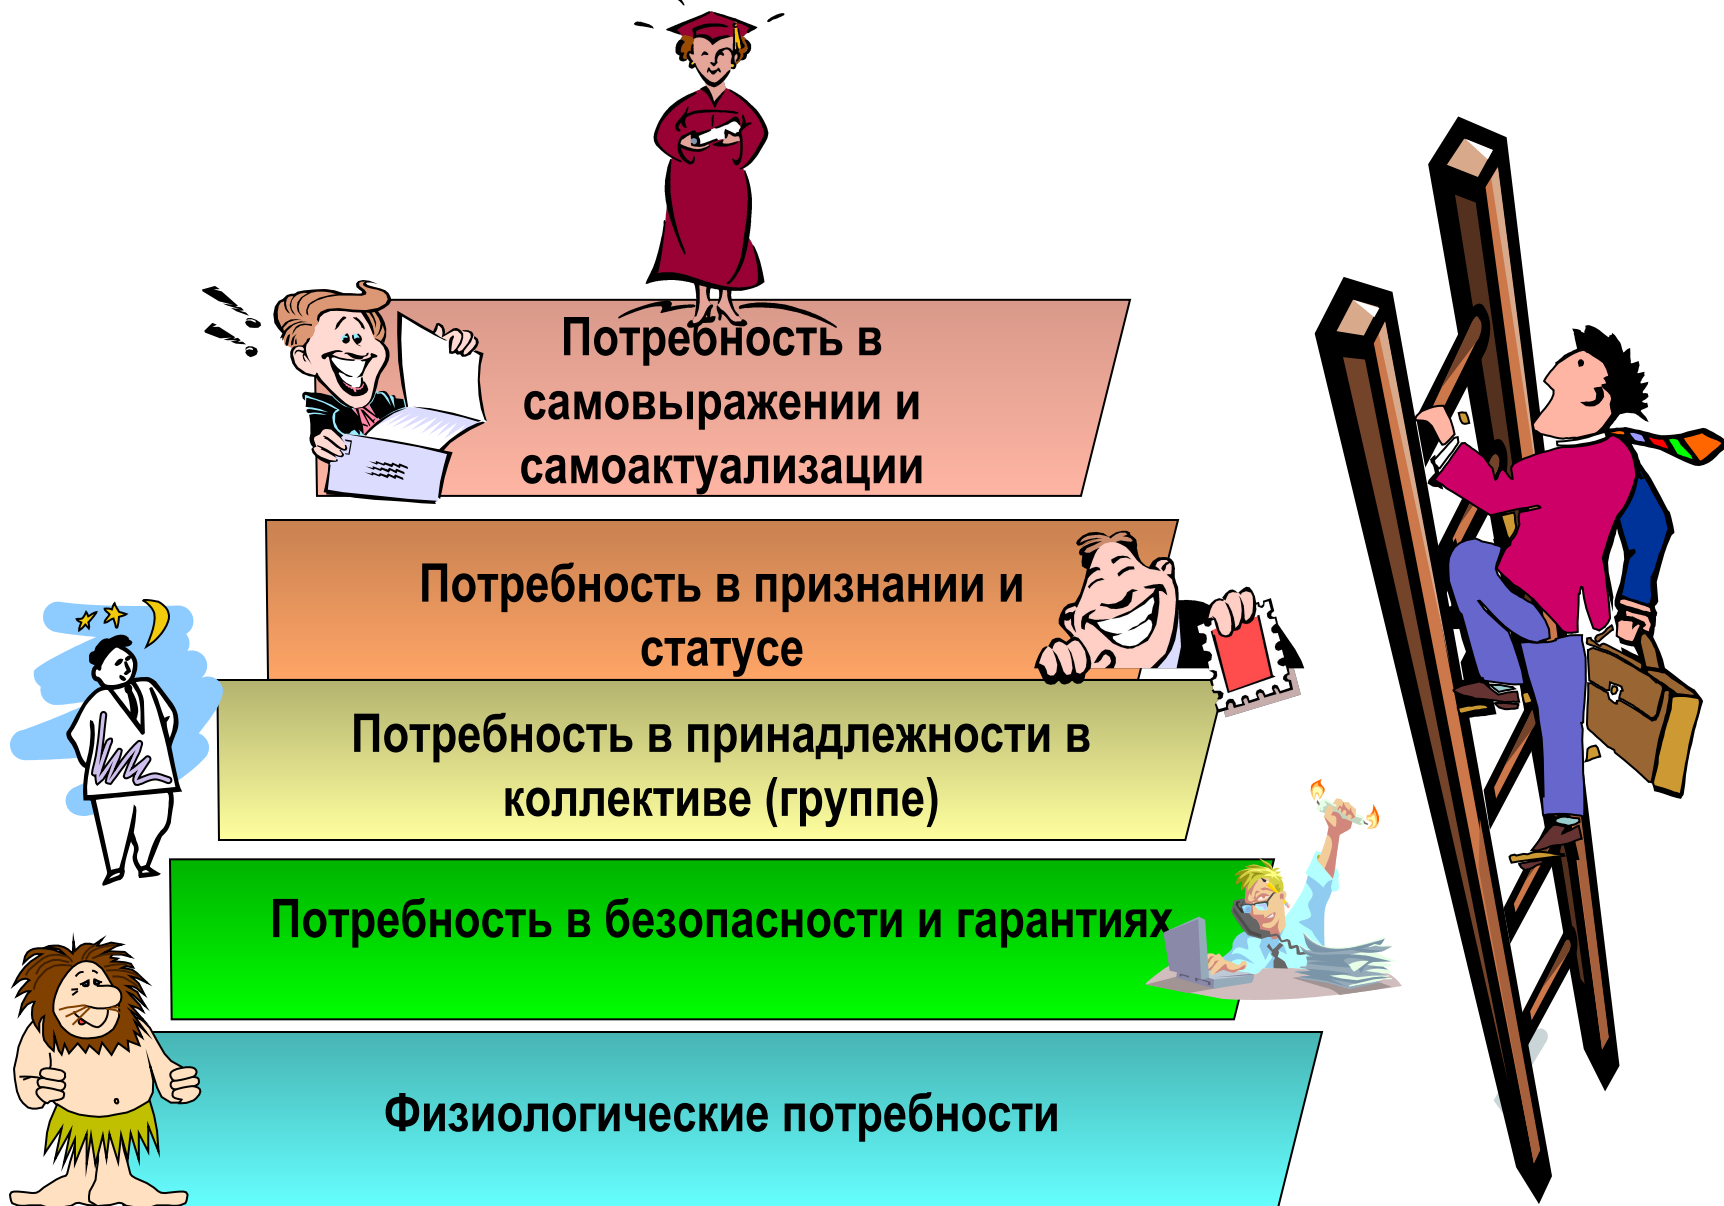 Потребность в
самовыражении и
самоактуализации
Потребность в признании и
статусе
Потребность в принадлежности в
коллективе (группе)
Потребность в безопасности и гарантиях
Физиологические потребности